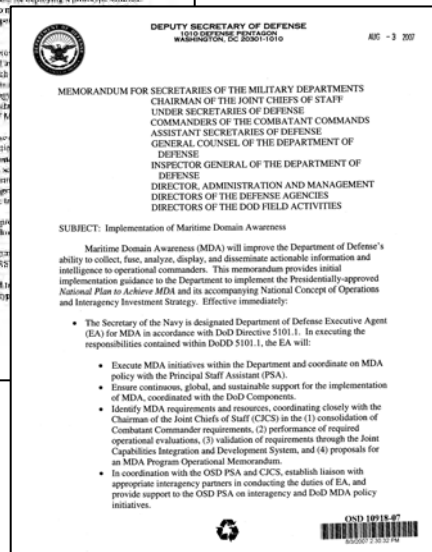 DEPUTY SECRETARY OF DEFENSE
1010 DEFENSE PENTAGON
WASHINGTON, DC 20301-1010
AUG - 3 2007
MEMORANDUM FOR SECRETARIES OF THE MILITARY DEPARTMENTS
CHAIRMAN OF THE JOINT CHIEFS OF STAFF
UNDER SECRETARIES OF DEFENSE
COMMANDERS OF THE COMBATANT COMMANDS
ASSISTANT SECRETARIES OF DEFENSE
GENERAL COUNSEL OF THE DEPARTMENT OF
DEFENSE
INSPECTOR GENERAL OF THE DEPARTMENT OF
DEFENSE
DIRECTOR, ADMINISTRATION AND MANAGEMENT
DIRECTORS OF THE DEFENSE AGENCIES
DIRECTORS OF THE DOD FIELD ACTIVITIES
SUBJECT: Implementation of Maritime Domain Awareness
Maritime Domain Awareness (MDA) will improve the Department of Defense's
ability to collect, fuse, analyze, display, and disseminate actionable information and
intelligence to operational commanders. This memorandum provides initial
implementation guidance to the Department to implement the Presidentially-approved
National Plan to Achieve MDA and its accompanying National Concept of Operations
and Interagency Investment Strategy. Effective immediately:
• The Secretary of the Navy is designated Department of Defense Executive Agent
(EA) for MDA in accordance with DoD Directive 5101.1. In executing the
responsibilities contained within DoDD 5101.1, the EA will:
• Execute MDA initiatives within the Department and coordinate on MDA
policy with the Principal Staff Assistant (PSA).
• Ensure continuous, global, and sustainable support for the implementation
of MDA, coordinated with the DoD Components.
• Identify MDA requirements and resources, coordinating closely with the
Chairman of the Joint Chiefs of Staff (CJCS) in the (1) consolidation of
Combatant Commander requirements, (2) performance of required
operational evaluations, (3) validation of requirements through the Joint
Capabilities Integration and Development System, and (4) proposals for
an MDA Program Operational Memorandum.
• In coordination with the OSD PSA and CJCS, establish liaison with
appropriate interagency partners in conducting the duties of EA, and
provide support to the OSD PSA on interagency and DoD MDA policy
initiatives.
OSD 10918-07